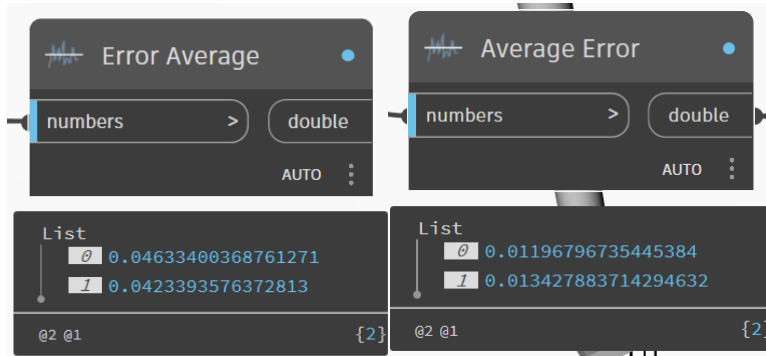 Error Average
numbers > double
AUTO
List
0 0.04633400368761271
1 0.0423393576372813
@2 @1 {2}
Average Error
numbers > double
AUTO
List
0 0.01196796735445384
1 0.013427883714294632
@2 @1 {2}